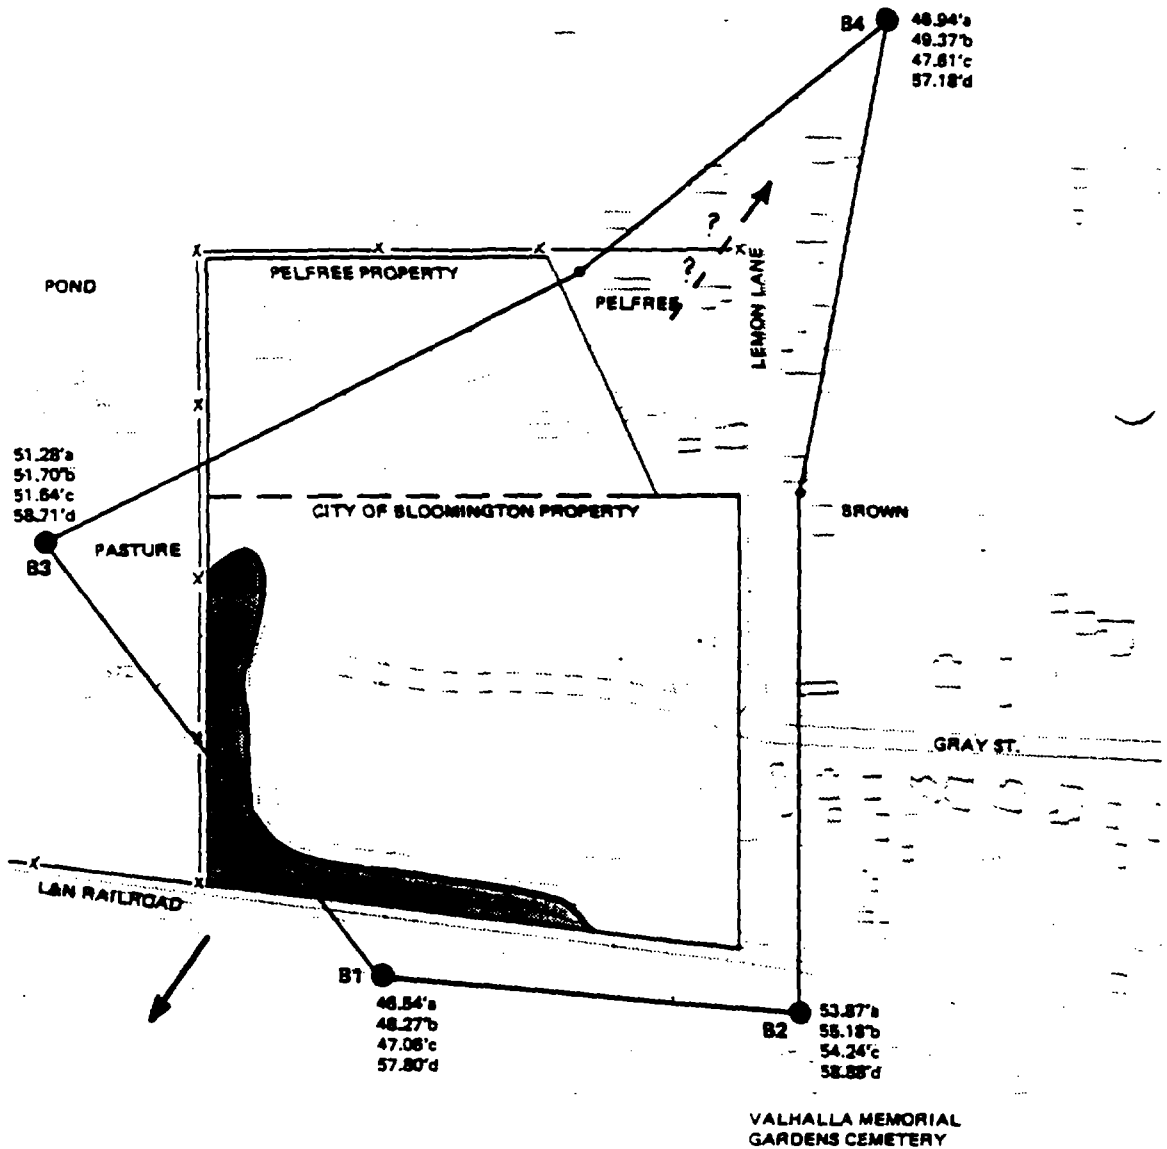 B4
48.94'a
49.37'b
47.61'c
57.18'd
?
PELFREE PROPERTY
?
POND
PELFREE
LEMON LANE
51.28'a
51.70'b
51.64'c
58.71'd
CITY OF BLOOMINGTON PROPERTY
BROWN
PASTURE
B3
GRAY ST.
L&N RAILROAD
B1
46.54'a
48.27'b
47.06'c
57.80'd
B2
53.87'a
55.18'b
54.24'c
58.88'd
VALHALLA MEMORIAL
GARDENS CEMETERY